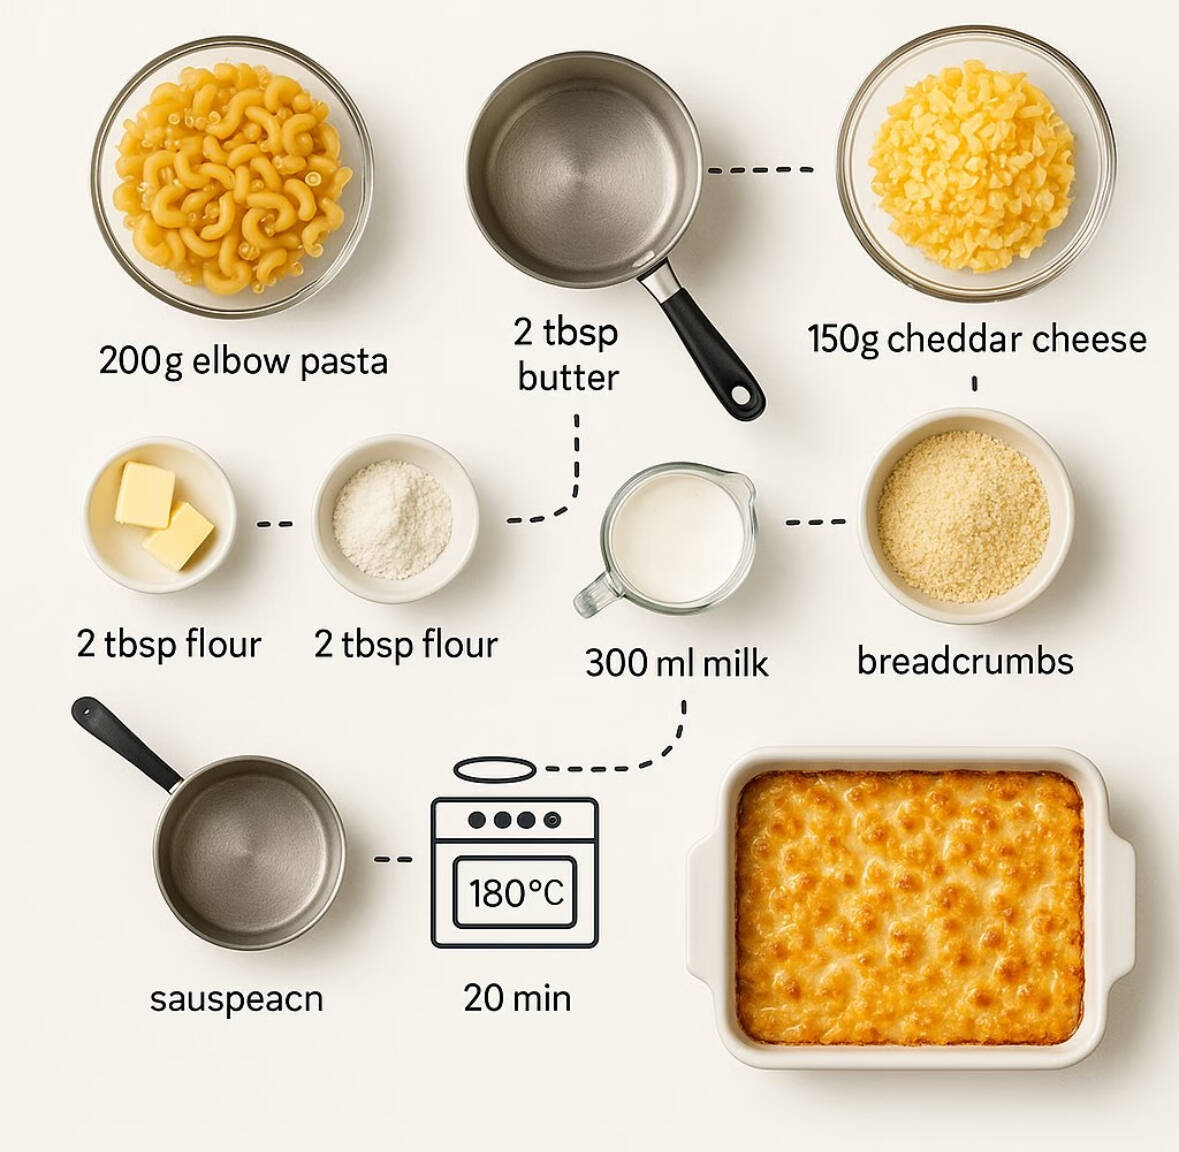 200g elbow pasta
2 tbsp
butter
150g cheddar cheese
2 tbsp flour
2 tbsp flour
300 ml milk
breadcrumbs
180°C
sauspeacn
20 min